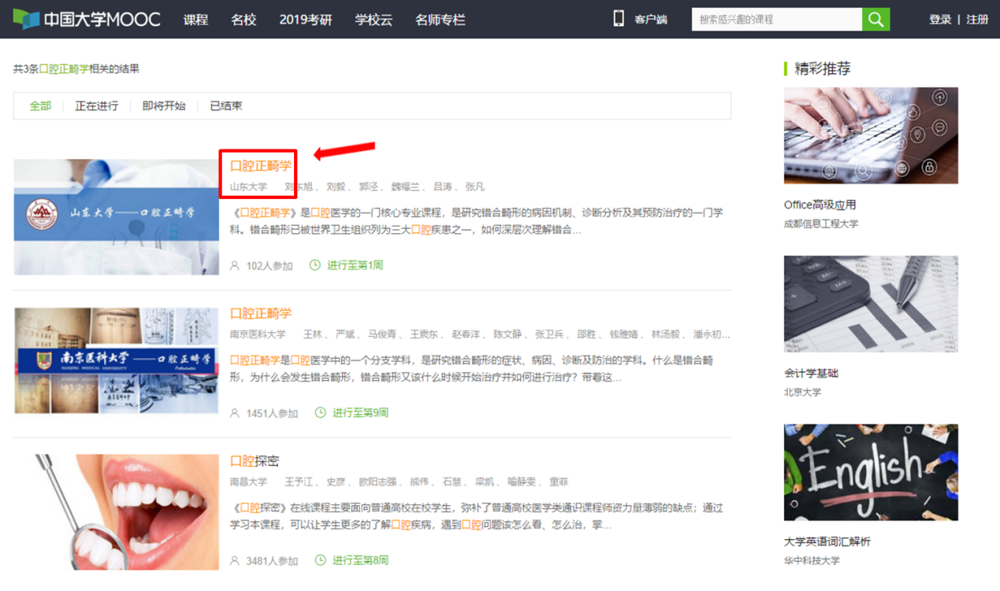 中国大学MOOC 课程 名校 2019考研 学校云 名师专栏 客户端 搜索感兴趣的课程 登录 | 注册
共3条口腔正畸学相关的结果
全部 正在进行 即将开始 已结束
山东大学——口腔正畸学
口腔正畸学
山东大学 刘东旭、 刘毅、 郭泾、 魏福兰、 吕涛、 张凡
《口腔正畸学》是口腔医学的一门核心专业课程，是研究错合畸形的病因机制、诊断分析及其预防治疗的一门学
科。错合畸形已被世界卫生组织列为三大口腔疾患之一，如何深层次理解错合...
102人参加 进行至第1周
南京医科大学——口腔正畸学
NANJING MEDICAL UNIVERSITY Orthodontics
口腔正畸学
南京医科大学 王林、 严斌、 马俊青、 王震东、 赵春洋、 陈文静、 张卫兵、 邵胜、 钱雅婧、 林汤毅、 潘永初...
口腔正畸学是口腔医学中的一个分支学科，是研究错合畸形的症状、病因、诊断及防治的学科。什么是错合畸
形，为什么会发生错合畸形，错合畸形又该什么时候开始治疗并如何进行治疗？带着这...
1451人参加 进行至第9周
口腔探密
南昌大学 王予江、 史彦、 欧阳志强、 熊伟、 石慧、 梁凯、 喻静雯、 童菲
《口腔探密》在线课程主要面向普通高校在校学生，弥补了普通高校医学类通识课程师资力量薄弱的缺点；通过
学习本课程，可以让学生更多的了解口腔疾病，遇到口腔问题该怎么看、怎么治，掌...
3481人参加 进行至第8周
精彩推荐
Office高级应用
成都信息工程大学
会计学基础
北京大学
English
大学英语词汇解析
华中科技大学